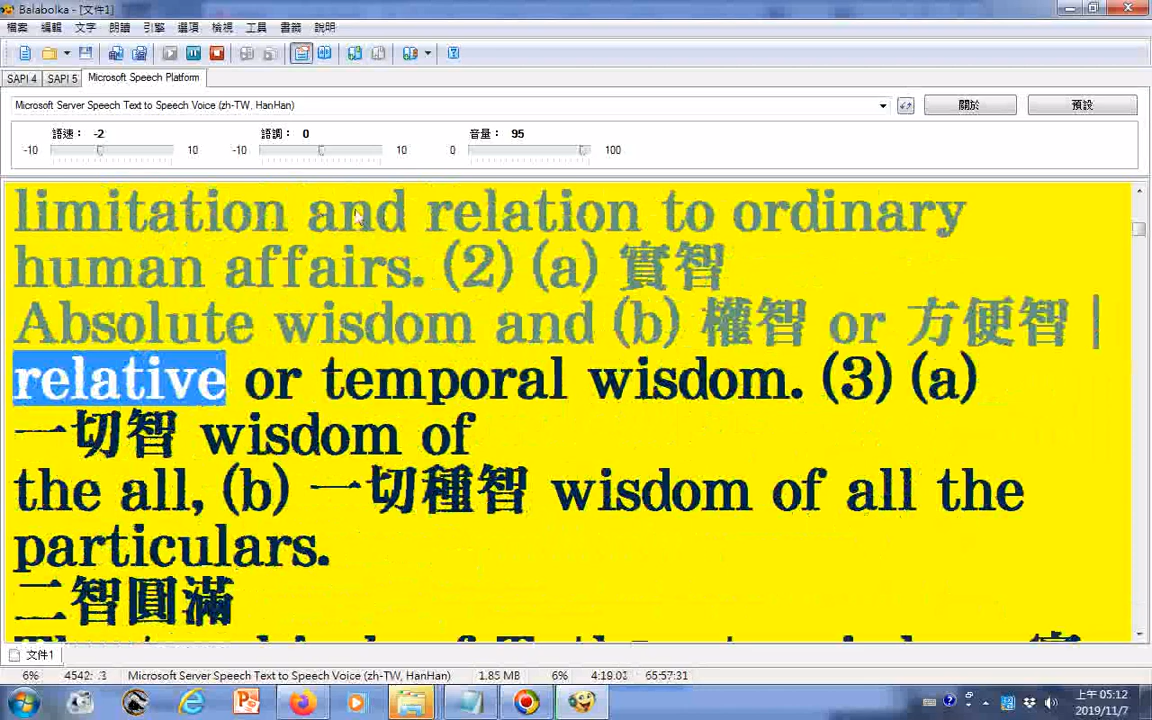 Balabolka - [文件1]
檔案 編輯 文字 朗讀 引擎 選項 檢視 工具 書籤 說明
SAPI 4 SAPI 5 Microsoft Speech Platform
Microsoft Server Speech Text to Speech Voice (zh-TW, HanHan) 關於 預設
語速： -2 語調： 0 音量： 95
-10 10 -10 10 0 100
limitation and relation to ordinary
human affairs. (2) (a) 實智
Absolute wisdom and (b) 權智 or 方便智 |
relative or temporal wisdom. (3) (a)
一切智 wisdom of
the all, (b) 一切種智 wisdom of all the
particulars.
二智圓滿
文件1
6% Microsoft Server Speech Text to Speech Voice (zh-TW, HanHan) 1.85 MB 6% 65:57:31
上午 05:12
2019/11/7